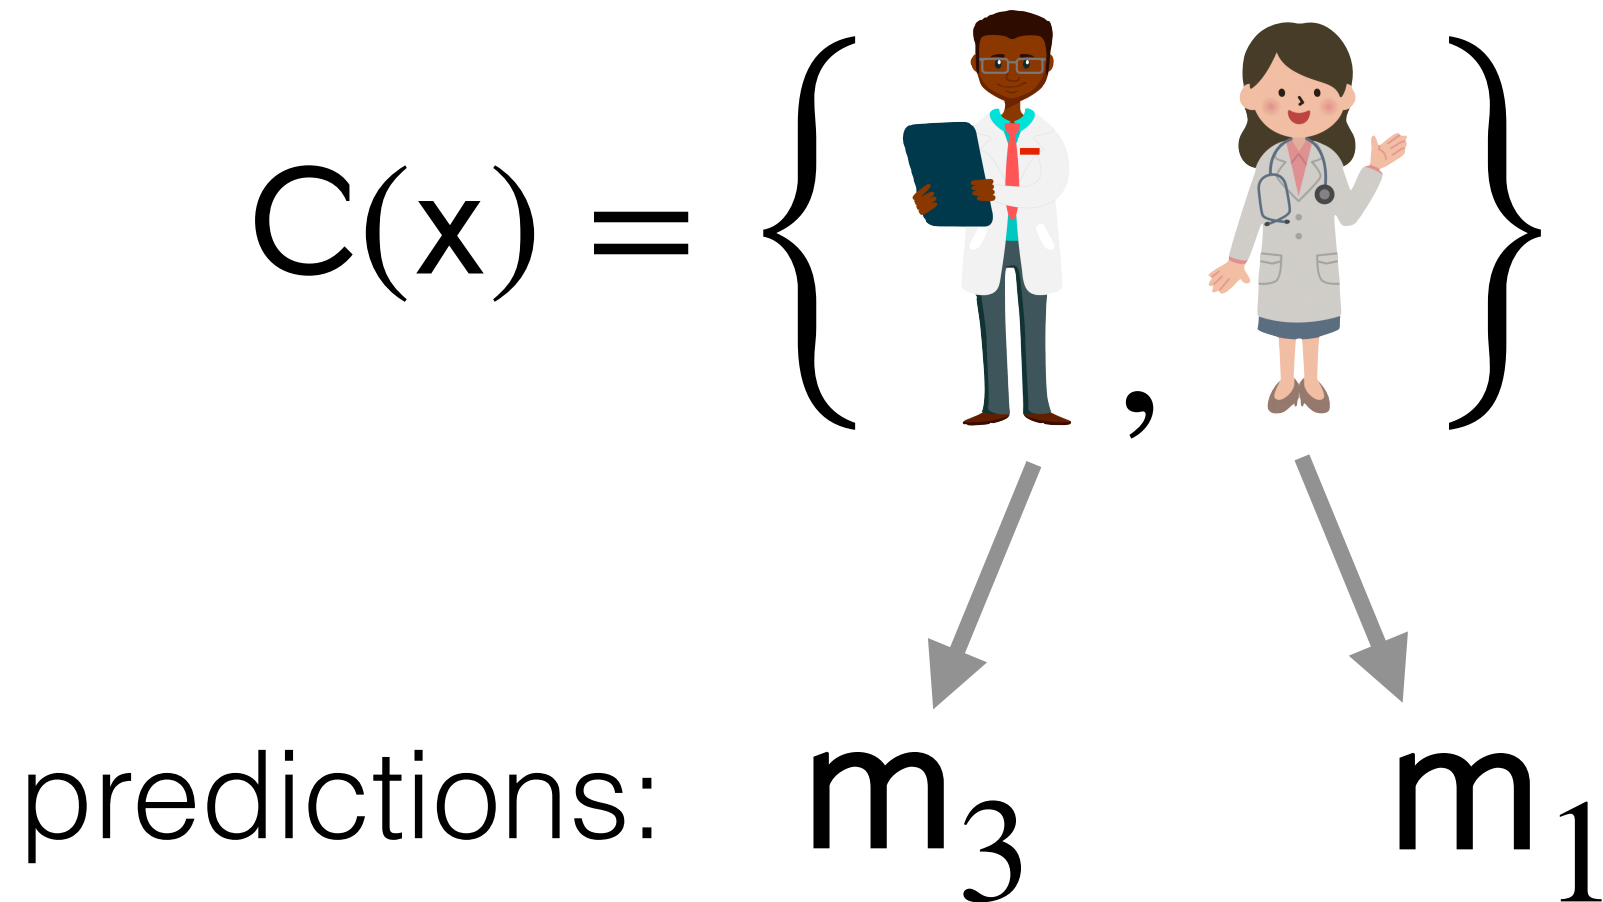 C(x) = { , }
predictions: m₃ m₁